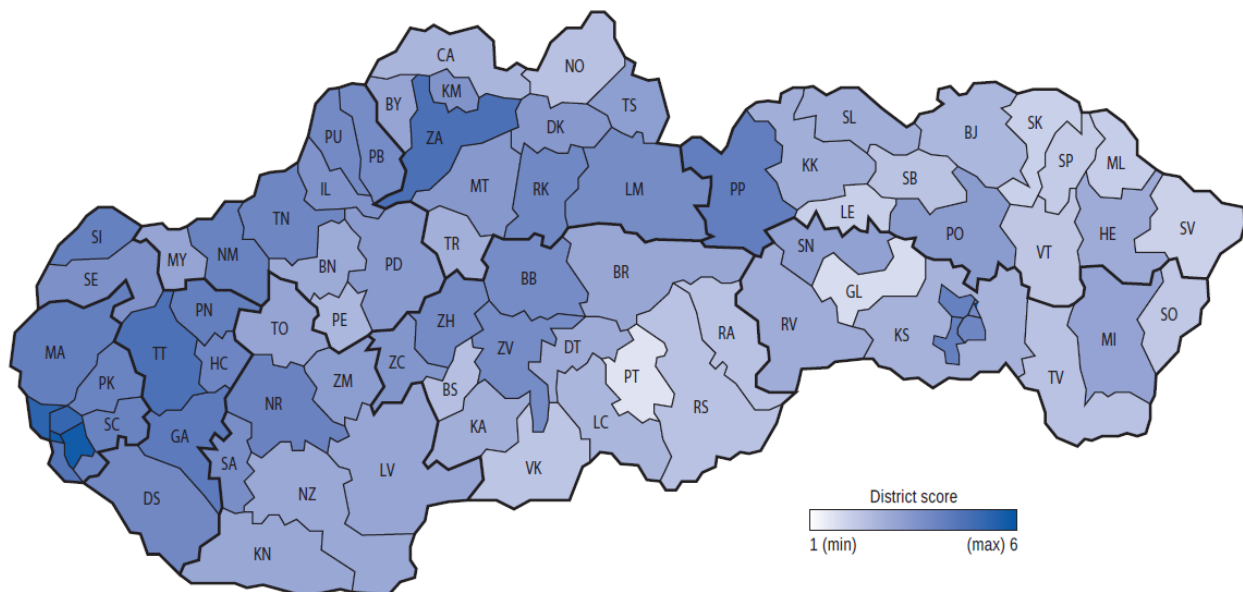 CA
NO
BY
KM
TS
ZA
DK
PU
PB
SL
BJ
SK
SP
ML
KK
SB
IL
MT
RK
LM
PP
LE
TN
SI
MY
NM
TR
PO
VT
HE
SV
SE
BN
PD
BB
BR
SN
GL
PN
TO
PE
ZH
RV
KS
SO
MA
TT
HC
ZC
ZV
DT
RA
MI
PK
ZM
BS
PT
TV
NR
SC
GA
KA
LC
RS
SA
LV
VK
DS
NZ
KN
District score
1 (min)
(max) 6